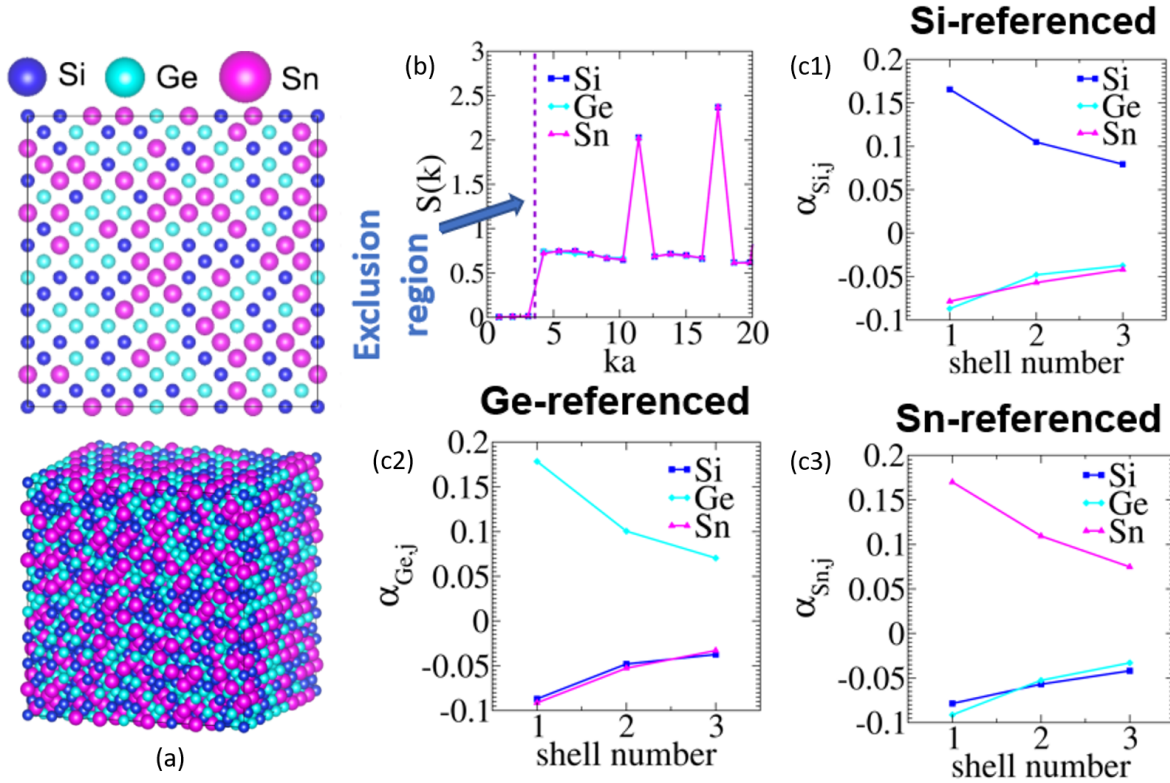 Si Ge Sn
(a)
(b)
S(k)
3
2.5
2
1.5
1
0.5
0
Si
Ge
Sn
Exclusion
region
0 5 10 15 20
ka
Si-referenced
(c1)
α Si,j
0.2
0.15
0.1
0.05
0
-0.05
-0.1
Si
Ge
Sn
1 2 3
shell number
Ge-referenced
(c2)
α Ge,j
0.2
0.15
0.1
0.05
0
-0.05
-0.1
Si
Ge
Sn
1 2 3
shell number
Sn-referenced
(c3)
α Sn,j
0.2
0.15
0.1
0.05
0
-0.05
-0.1
Si
Ge
Sn
1 2 3
shell number